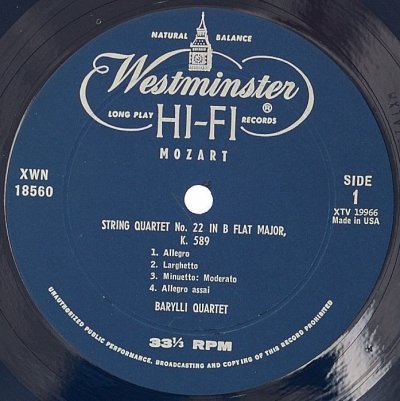 NATURAL BALANCE
Westminster
LONG PLAY HI-FI ® RECORDS
MOZART
XWN
18560
SIDE
1
XTV 19966
Made in USA
STRING QUARTET No. 22 IN B FLAT MAJOR,
K. 589
1. Allegro
2. Larghetto
3. Minuetto: Moderato
4. Allegro assai
BARYLLI QUARTET
33⅓ RPM
UNAUTHORIZED PUBLIC PERFORMANCE, BROADCASTING AND COPYING OF THIS RECORD PROHIBITED